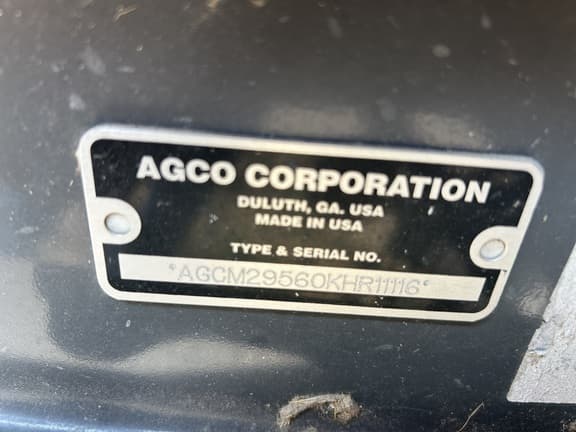 AGCO CORPORATION
DULUTH, GA. USA
MADE IN USA
TYPE & SERIAL NO.
*AGCM29560KHR11116*